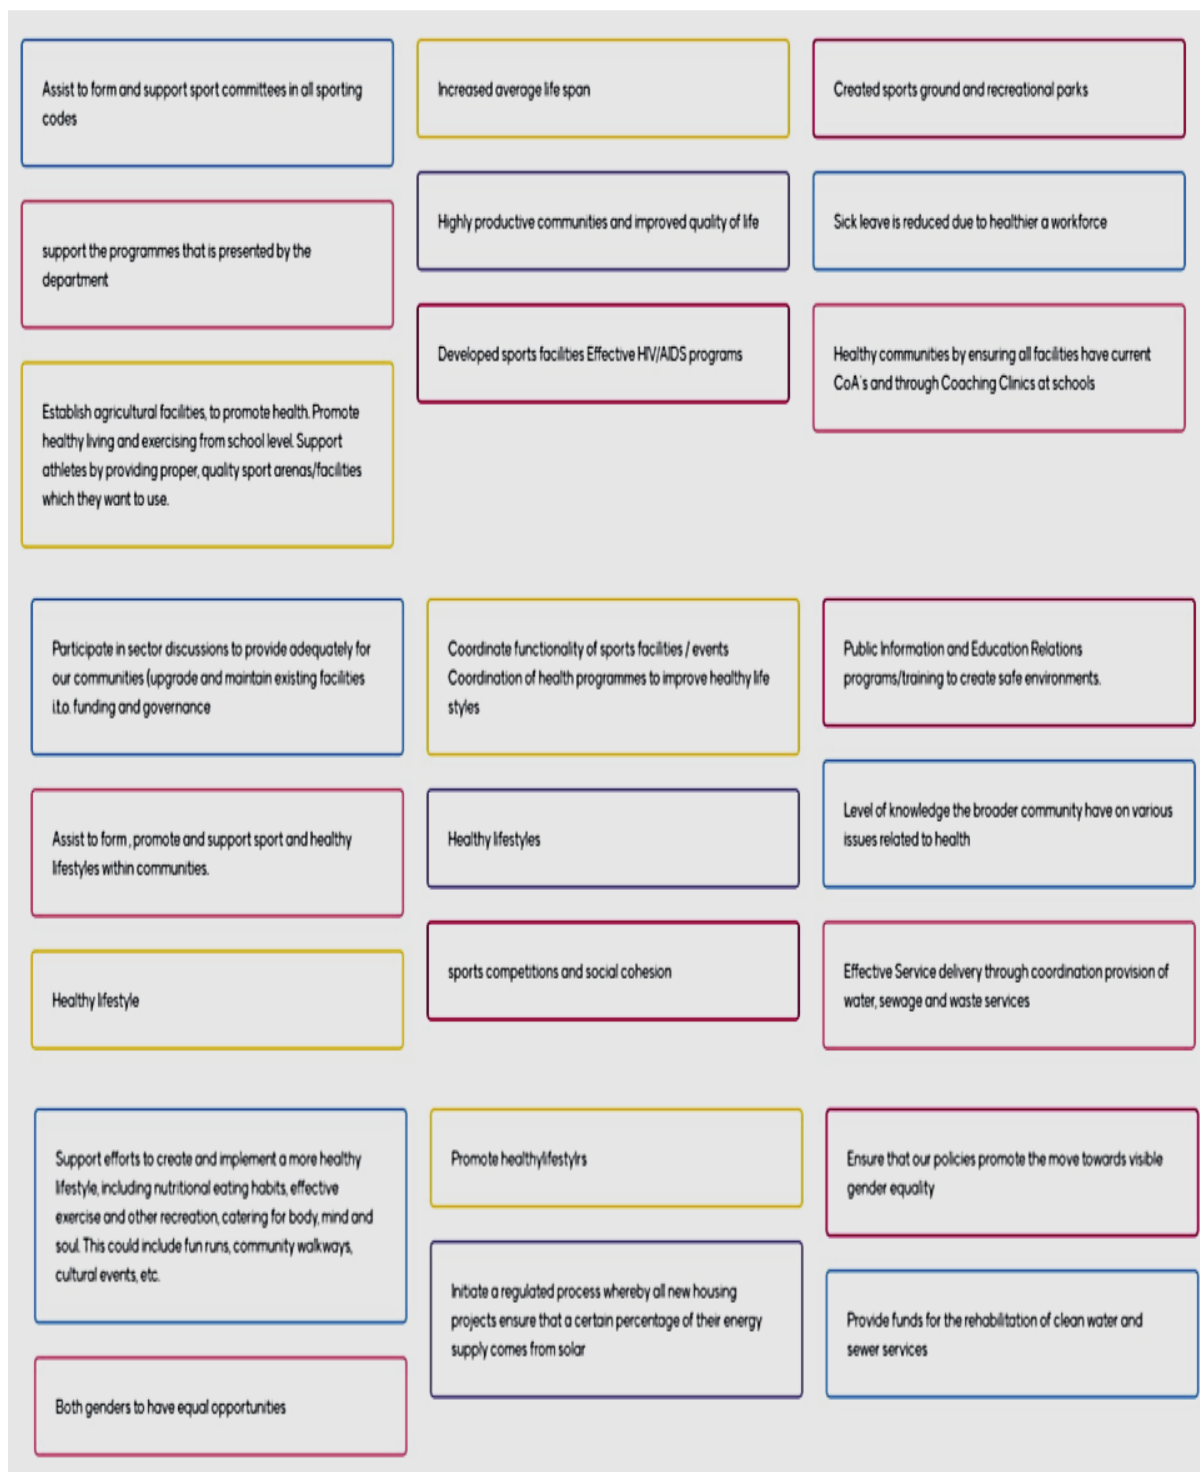 Assist to form and support sport committees in all sporting
codes
support the programmes that is presented by the
department
Establish agricultural facilities, to promote health. Promote
healthy living and exercising from school level. Support
athletes by providing proper, quality sport arenas/facilities
which they want to use.
Increased average life span
Highly productive communities and improved quality of life
Developed sports facilities Effective HIV/AIDS programs
Created sports ground and recreational parks
Sick leave is reduced due to healthier a workforce
Healthy communities by ensuring all facilities have current
CoA's and through Coaching Clinics at schools
Participate in sector discussions to provide adequately for
our communities (upgrade and maintain existing facilities
i.t.o. funding and governance
Assist to form , promote and support sport and healthy
lifestyles within communities.
Healthy lifestyle
Coordinate functionality of sports facilities / events
Coordination of health programmes to improve healthy life
styles
Healthy lifestyles
sports competitions and social cohesion
Public Information and Education Relations
programs/training to create safe environments.
Level of knowledge the broader community have on various
issues related to health
Effective Service delivery through coordination provision of
water, sewage and waste services
Support efforts to create and implement a more healthy
lifestyle, including nutritional eating habits, effective
exercise and other recreation, catering for body, mind and
soul. This could include fun runs, community walkways,
cultural events, etc.
Both genders to have equal opportunities
Promote healthylifestylrs
Initiate a regulated process whereby all new housing
projects ensure that a certain percentage of their energy
supply comes from solar
Ensure that our policies promote the move towards visible
gender equality
Provide funds for the rehabilitation of clean water and
sewer services